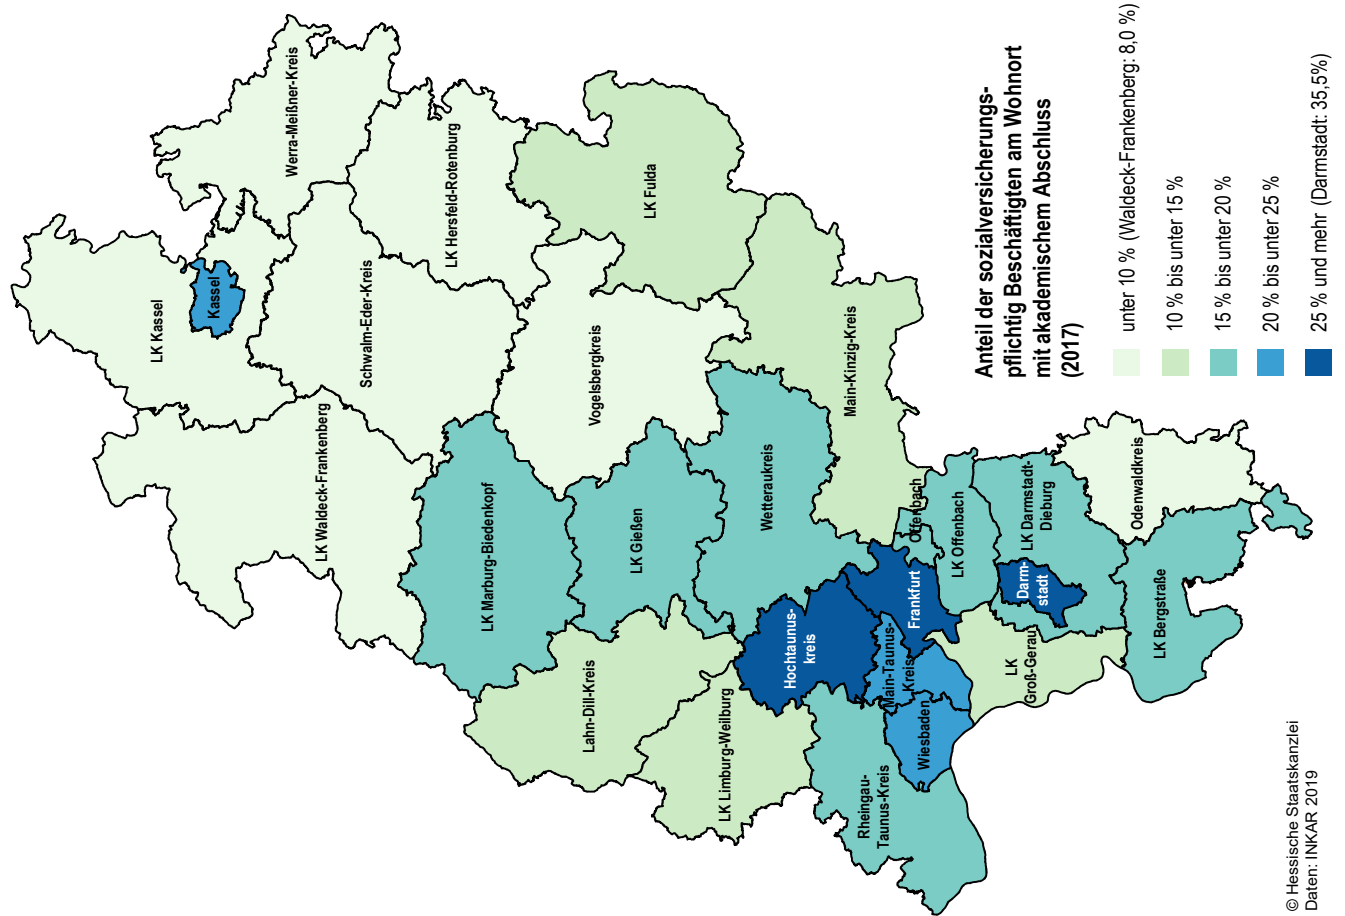 LK Kassel
Kassel
Werra-Meißner-Kreis
LK Waldeck-Frankenberg
Schwalm-Eder-Kreis
LK Hersfeld-Rotenburg
LK Marburg-Biedenkopf
Vogelsbergkreis
LK Fulda
Lahn-Dill-Kreis
LK Gießen
LK Limburg-Weilburg
Wetteraukreis
Main-Kinzig-Kreis
Hochtaunus-
kreis
Rheingau-
Taunus-Kreis
Wiesbaden
Main-Taunus-
Kreis
Frankfurt
Offenbach
LK Offenbach
LK
Groß-Gerau
Darm-
stadt
LK Darmstadt-
Dieburg
LK Bergstraße
Odenwaldkreis
Anteil der sozialversicherungs-
pflichtig Beschäftigten am Wohnort
mit akademischem Abschluss
(2017)
unter 10 % (Waldeck-Frankenberg: 8,0 %)
10 % bis unter 15 %
15 % bis unter 20 %
20 % bis unter 25 %
25 % und mehr (Darmstadt: 35,5%)
© Hessische Staatskanzlei
Daten: INKAR 2019